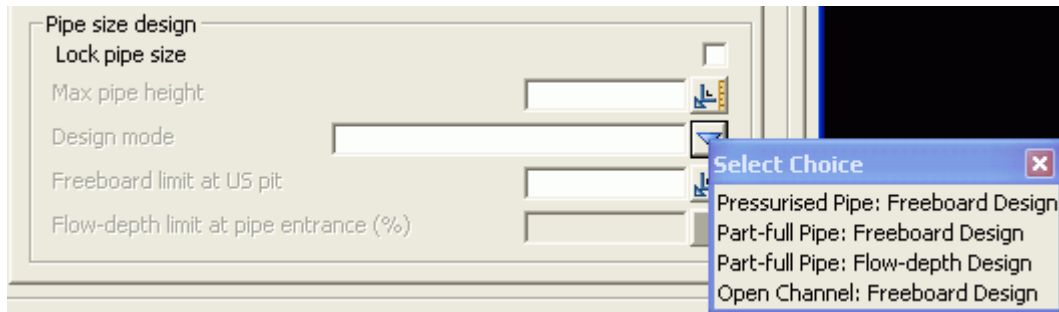 Pipe size design
Lock pipe size
Max pipe height
Design mode
Freeboard limit at US pit
Flow-depth limit at pipe entrance (%)
Select Choice
Pressurised Pipe: Freeboard Design
Part-full Pipe: Freeboard Design
Part-full Pipe: Flow-depth Design
Open Channel: Freeboard Design